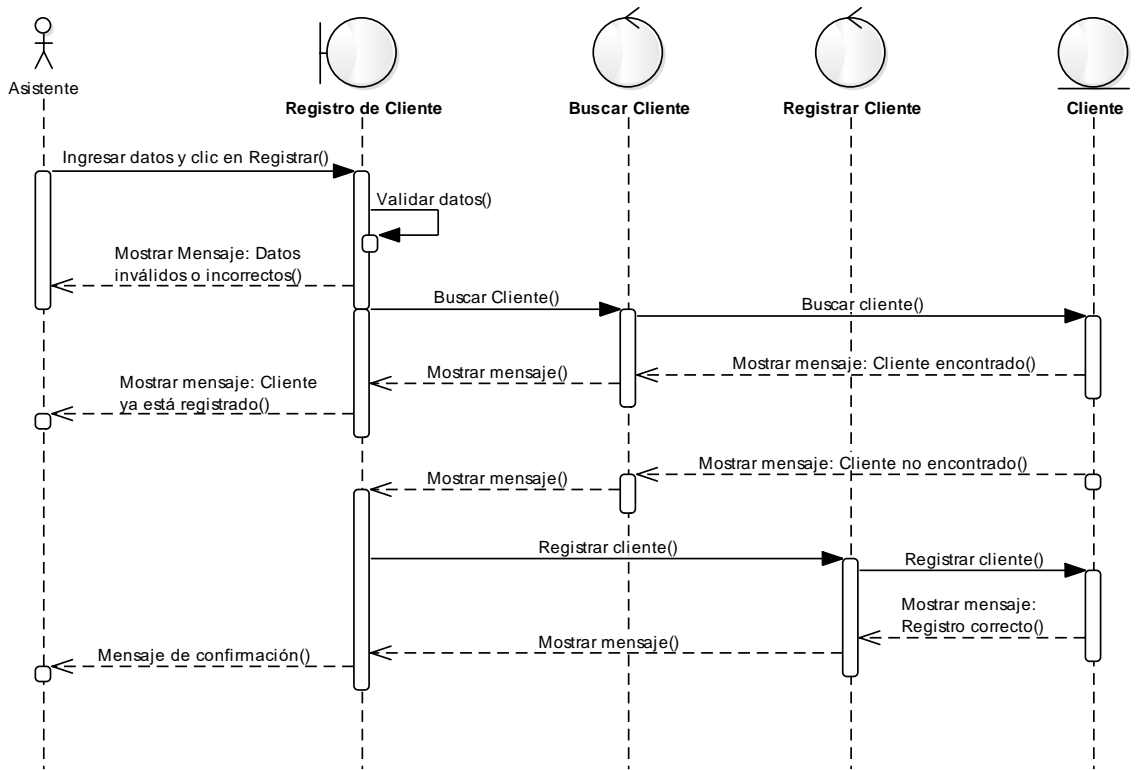 Asistente
Registro de Cliente
Buscar Cliente
Registrar Cliente
Cliente
Ingresar datos y clic en Registrar()
Validar datos()
Mostrar Mensaje: Datos
inválidos o incorrectos()
Buscar Cliente()
Buscar cliente()
Mostrar mensaje: Cliente encontrado()
Mostrar mensaje()
Mostrar mensaje: Cliente
ya está registrado()
Mostrar mensaje: Cliente no encontrado()
Mostrar mensaje()
Registrar cliente()
Registrar cliente()
Mostrar mensaje:
Registro correcto()
Mostrar mensaje()
Mensaje de confirmación()